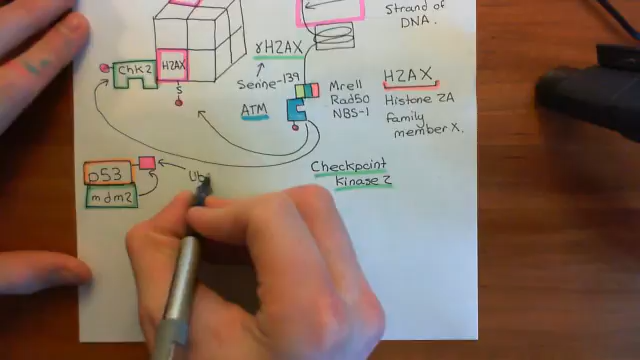 Strand of
DNA.
γH2AX
Chk2
H2AX
S
Serine-139
ATM
Mre11
Rad50
NBS-1
H2AX
Histone 2A
family
member X.
p53
mdm2
Ub
Checkpoint
kinase 2